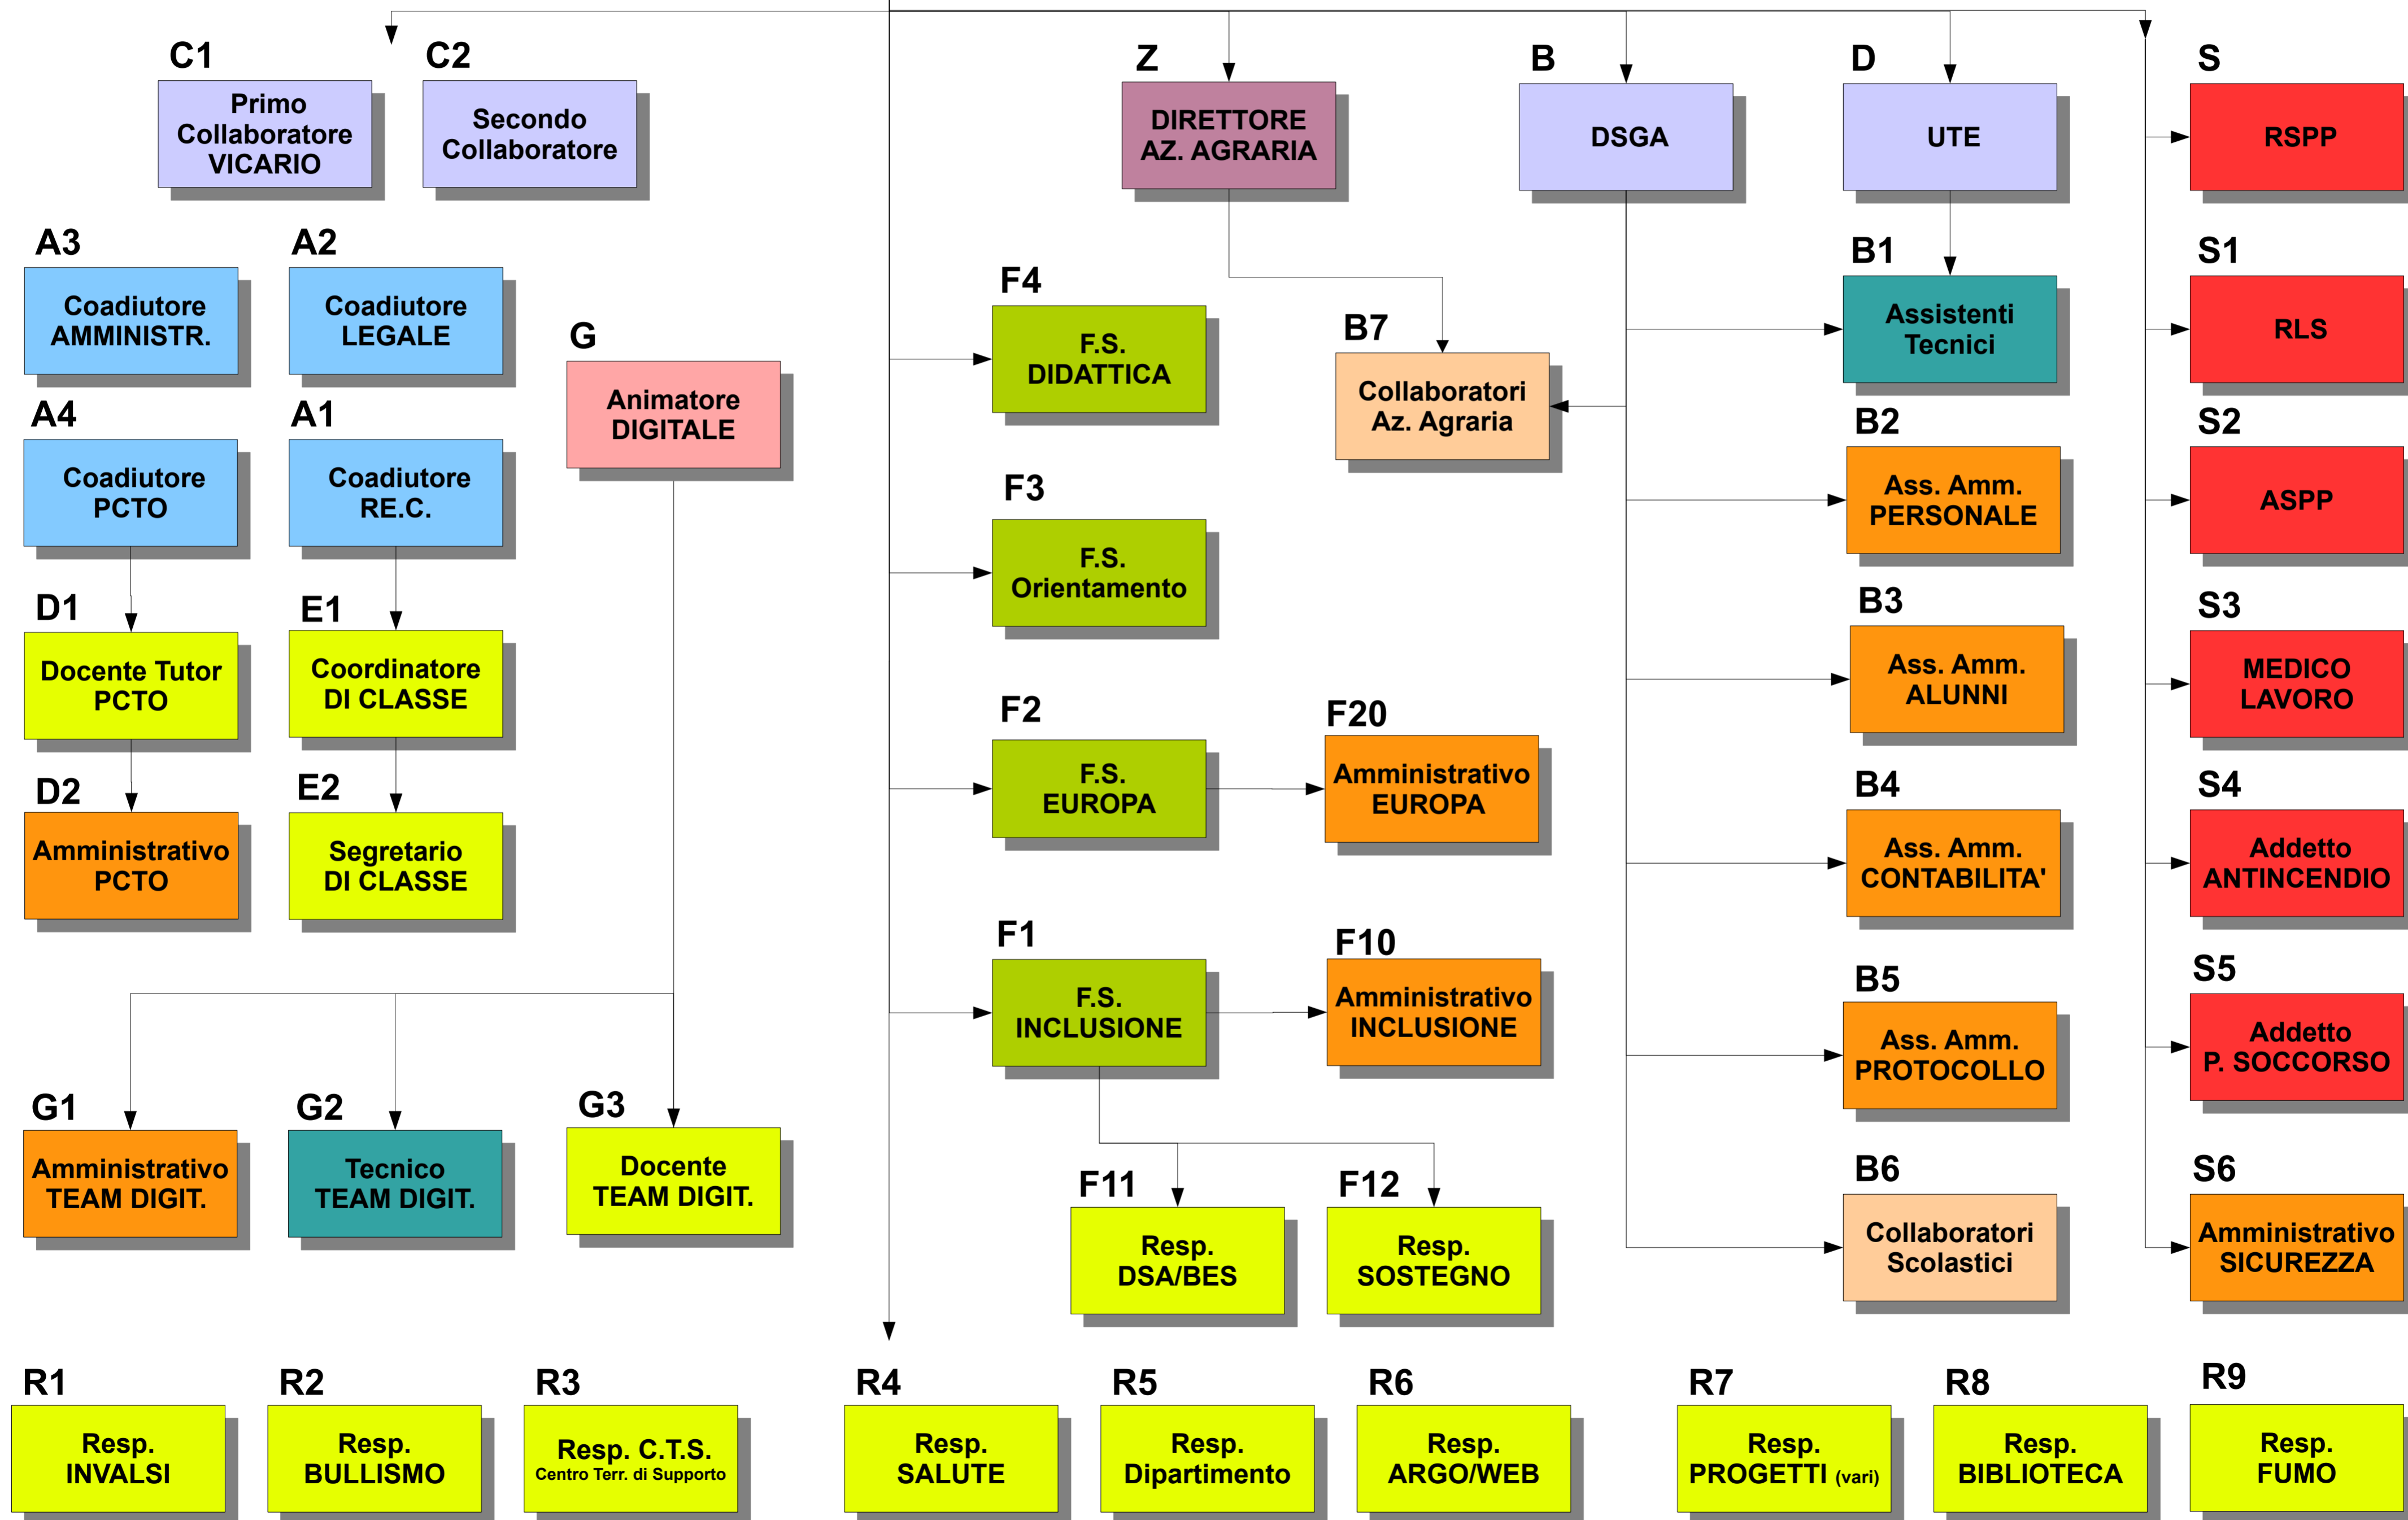 C1
Primo
Collaboratore
VICARIO
C2
Secondo
Collaboratore
Z
DIRETTORE
AZ. AGRARIA
B
DSGA
D
UTE
S
RSPP
A3
Coadiutore
AMMINISTR.
A2
Coadiutore
LEGALE
G
Animatore
DIGITALE
F4
F.S.
DIDATTICA
B7
Collaboratori
Az. Agraria
B1
Assistenti
Tecnici
S1
RLS
A4
Coadiutore
PCTO
A1
Coadiutore
RE.C.
F3
F.S.
Orientamento
B2
Ass. Amm.
PERSONALE
S2
ASPP
D1
Docente Tutor
PCTO
E1
Coordinatore
DI CLASSE
F2
F.S.
EUROPA
F20
Amministrativo
EUROPA
B3
Ass. Amm.
ALUNNI
S3
MEDICO
LAVORO
D2
Amministrativo
PCTO
E2
Segretario
DI CLASSE
B4
Ass. Amm.
CONTABILITA'
S4
Addetto
ANTINCENDIO
F1
F.S.
INCLUSIONE
F10
Amministrativo
INCLUSIONE
B5
Ass. Amm.
PROTOCOLLO
S5
Addetto
P. SOCCORSO
G1
Amministrativo
TEAM DIGIT.
G2
Tecnico
TEAM DIGIT.
G3
Docente
TEAM DIGIT.
F11
Resp.
DSA/BES
F12
Resp.
SOSTEGNO
B6
Collaboratori
Scolastici
S6
Amministrativo
SICUREZZA
R1
Resp.
INVALSI
R2
Resp.
BULLISMO
R3
Resp. C.T.S.
Centro Terr. di Supporto
R4
Resp.
SALUTE
R5
Resp.
Dipartimento
R6
Resp.
ARGO/WEB
R7
Resp.
PROGETTI (vari)
R8
Resp.
BIBLIOTECA
R9
Resp.
FUMO